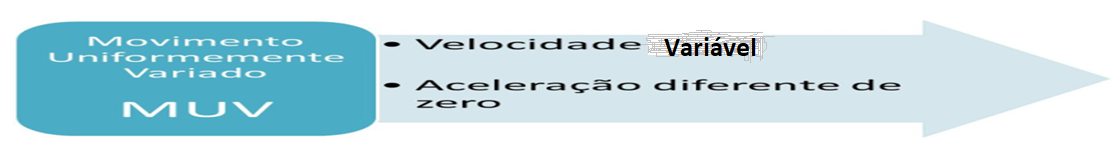 Movimento
Uniformemente
Variado
MUV
• Velocidade Variável
• Aceleração diferente de
zero